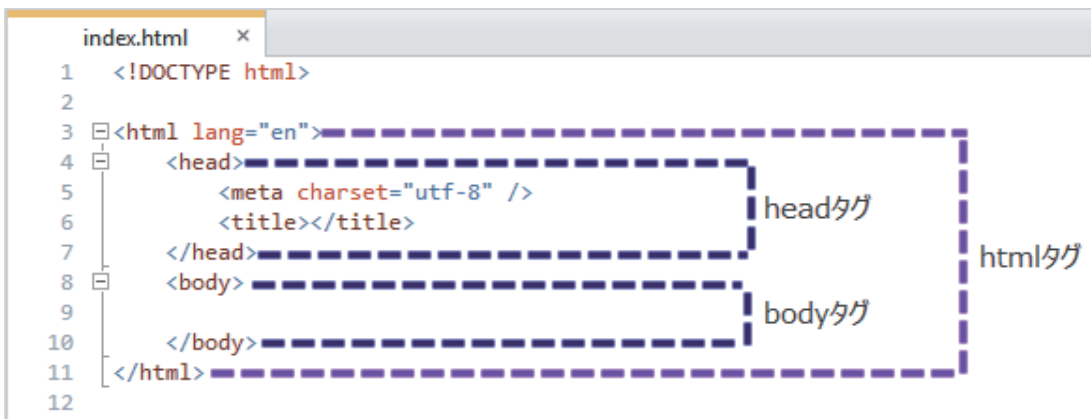 index.html ×
1 <!DOCTYPE html>
2
3 <html lang="en">
4 <head>
5 <meta charset="utf-8" />
6 <title></title>
headタグ
7 </head>
htmlタグ
8 <body>
9
bodyタグ
10 </body>
11 </html>
12